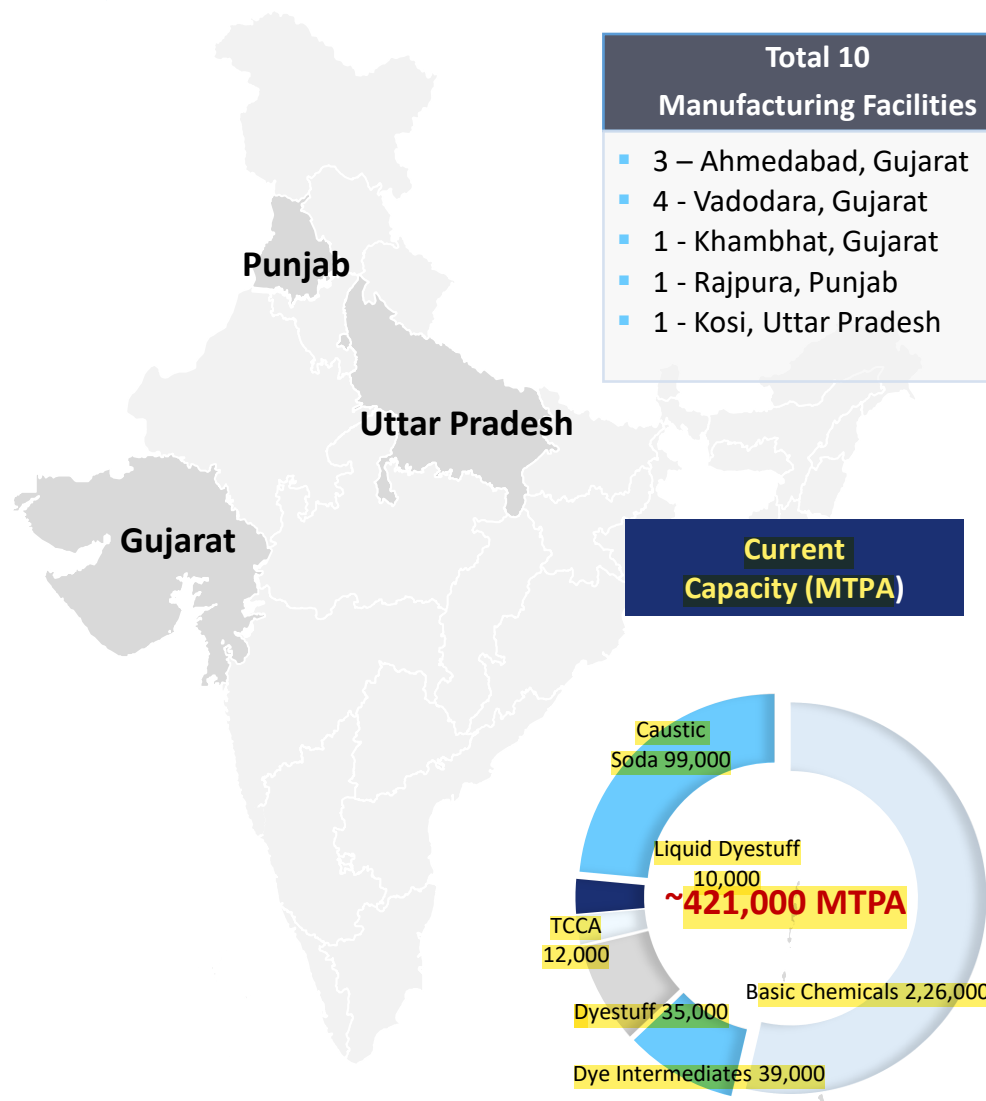 Total 10
Manufacturing Facilities
▪ 3 – Ahmedabad, Gujarat
▪ 4 - Vadodara, Gujarat
▪ 1 - Khambhat, Gujarat
▪ 1 - Rajpura, Punjab
▪ 1 - Kosi, Uttar Pradesh
Punjab
Uttar Pradesh
Gujarat
Current
Capacity (MTPA)
Caustic
Soda 99,000
Liquid Dyestuff
10,000
~421,000 MTPA
TCCA
12,000
Basic Chemicals 2,26,000
Dyestuff 35,000
Dye Intermediates 39,000